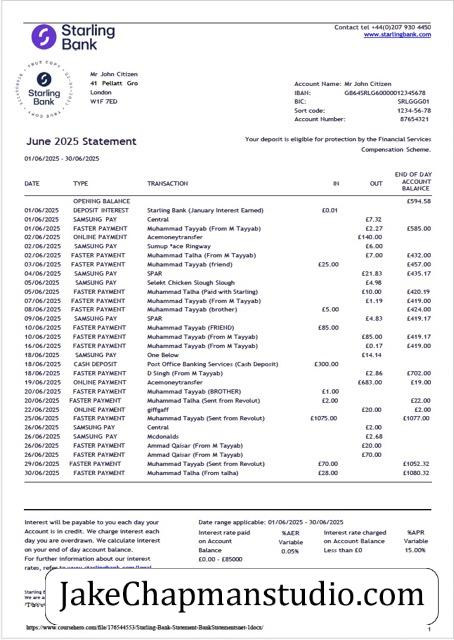 Starling
Bank
Contact tel +44(0)207 930 4450
www.starlingbank.com
TRUE COPY
Starling
Bank
Mr John Citizen
41 Pellatt Gro
London
W1F 7ED
Account Name: Mr John Citizen
IBAN: GB64SRLG60000012345678
BIC: SRLGGG01
Sort code: 1234-56-78
Account Number: 87654321
June 2025 Statement
Your deposit is eligible for protection by the Financial Services
Compensation Scheme.
01/06/2025 - 30/06/2025
DATE TYPE TRANSACTION IN OUT END OF DAY ACCOUNT BALANCE
OPENING BALANCE £594.58
01/06/2025 DEPOSIT INTEREST Starling Bank (January Interest Earned) £0.01
01/06/2025 SAMSUNG PAY Central £7.32
01/06/2025 FASTER PAYMENT Muhammad Tayyab (From M Tayyab) £2.27 £585.00
02/06/2025 ONLINE PAYMENT Acemoneytransfer £140.00
02/06/2025 SAMSUNG PAY Sumup *ace Ringway £6.00
02/06/2025 FASTER PAYMENT Muhammad Talha (From M Tayyab) £7.00 £432.00
03/06/2025 FASTER PAYMENT Muhammad Tayyab (friend) £25.00 £457.00
04/06/2025 SAMSUNG PAY SPAR £21.83 £435.17
05/06/2025 SAMSUNG PAY Selekt Chicken Slough Slough £4.98
05/06/2025 FASTER PAYMENT Muhammad Talha (Paid with Starling) £10.00 £420.19
07/06/2025 FASTER PAYMENT Muhammad Tayyab (From M Tayyab) £1.19 £419.00
08/06/2025 FASTER PAYMENT Muhammad Tayyab (brother) £5.00 £424.00
09/06/2025 SAMSUNG PAY SPAR £4.83 £419.17
10/06/2025 FASTER PAYMENT Muhammad Tayyab (FRIEND) £85.00
10/06/2025 FASTER PAYMENT Muhammad Tayyab (From M Tayyab) £85.00 £419.17
16/06/2025 FASTER PAYMENT Muhammad Tayyab (From M Tayyab) £0.17 £419.00
18/06/2025 SAMSUNG PAY One Below £14.14
18/06/2025 CASH DEPOSIT Post Office Banking Services (Cash Deposit) £300.00
18/06/2025 FASTER PAYMENT D Singh (From M Tayyab) £2.86 £702.00
19/06/2025 ONLINE PAYMENT Acemoneytransfer £683.00 £19.00
20/06/2025 FASTER PAYMENT Muhammad Tayyab (BROTHER) £1.00
20/06/2025 FASTER PAYMENT Muhammad Talha (Sent from Revolut) £2.00 £22.00
22/06/2025 ONLINE PAYMENT giffgaff £20.00 £2.00
25/06/2025 FASTER PAYMENT Muhammad Tayyab (Sent from Revolut) £1075.00 £1077.00
26/06/2025 SAMSUNG PAY Central £2.00
26/06/2025 SAMSUNG PAY Mcdonalds £2.68
26/06/2025 FASTER PAYMENT Ammad Qaisar (From M Tayyab) £20.00
26/06/2025 FASTER PAYMENT Ammad Qaisar (From M Tayyab) £70.00
29/06/2025 FASTER PAYMENT Muhammad Tayyab (Sent from Revolut) £70.00 £1052.32
30/06/2025 FASTER PAYMENT Muhammad Talha (From talha) £28.00 £1080.32
Interest will be payable to you each day your
Account is in credit. We charge interest each
day you are overdrawn. We calculate interest
on your end of day account balance.
For further information about our interest
rates, refer to www.starlingbank.com/legal
Date range applicable: 01/06/2025 - 30/06/2025
Interest rate paid on Account Balance £0.00 - £85000
%AER Variable 0.05%
Interest rate charged on Account Balance Less than £0
%APR Variable 15.00%
JakeChapmanstudio.com
https://www.coursehero.com/file/176544553/Starling-Bank-Statement-BankStatementsnet-1docx/
1